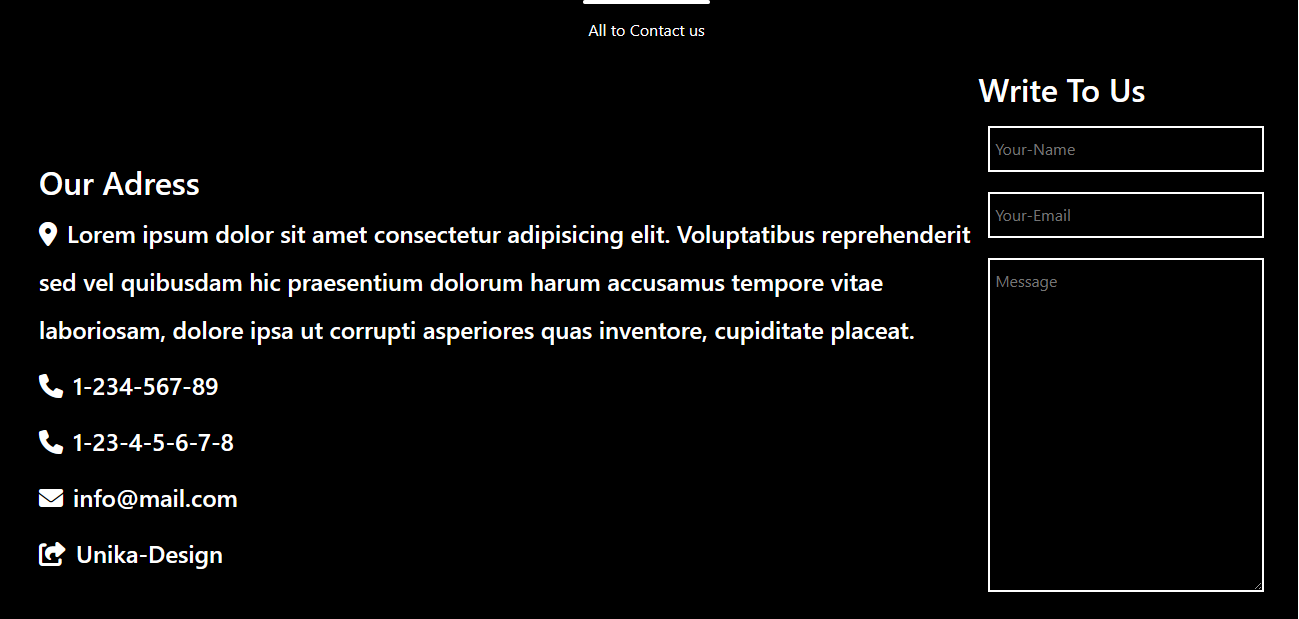 All to Contact us
Our Adress
Lorem ipsum dolor sit amet consectetur adipisicing elit. Voluptatibus reprehenderit
sed vel quibusdam hic praesentium dolorum harum accusamus tempore vitae
laboriosam, dolore ipsa ut corrupti asperiores quas inventore, cupiditate placeat.
1-234-567-89
1-23-4-5-6-7-8
info@mail.com
Unika-Design
Write To Us
Your-Name
Your-Email
Message